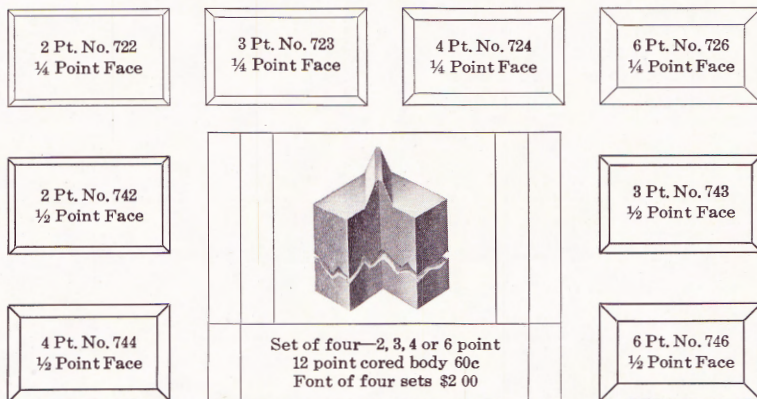 2 Pt. No. 722
¼ Point Face
3 Pt. No. 723
¼ Point Face
4 Pt. No. 724
¼ Point Face
6 Pt. No. 726
¼ Point Face
2 Pt. No. 742
½ Point Face
3 Pt. No. 743
½ Point Face
4 Pt. No. 744
½ Point Face
Set of four—2, 3, 4 or 6 point
12 point cored body 60c
Font of four sets $2 00
6 Pt. No. 746
½ Point Face